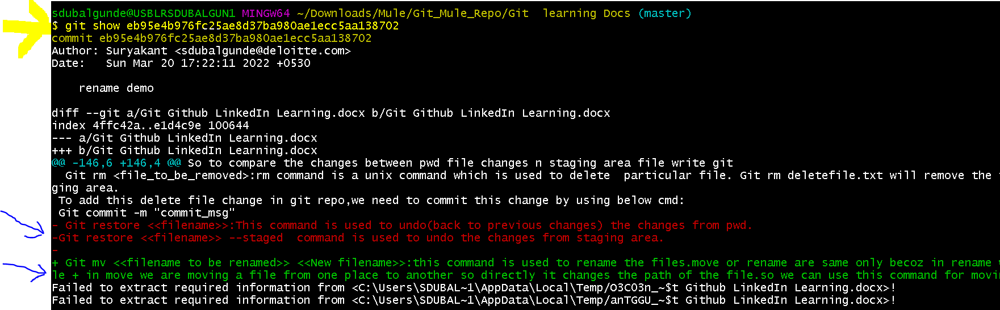 sdubalgunde@USBLRSDUBALGUN1 MINGW64 ~/Downloads/Mule/Git_Mule_Repo/Git  learning Docs (master)
$ git show eb95e4b976fc25ae8d37ba980ae1ecc5aa138702
commit eb95e4b976fc25ae8d37ba980ae1ecc5aa138702
Author: Suryakant <sdubalgunde@deloitte.com>
Date:   Sun Mar 20 17:22:11 2022 +0530
    rename demo
diff --git a/Git Github LinkedIn Learning.docx b/Git Github LinkedIn Learning.docx
index 4ffc42a..e1d4c9e 100644
--- a/Git Github LinkedIn Learning.docx
+++ b/Git Github LinkedIn Learning.docx
@@ -146,6 +146,4 @@ So to compare the changes between pwd file changes n staging area file write git
  Git rm <file_to_be_removed>:rm command is a unix command which is used to delete  particular file. Git rm deletefile.txt will remove the
ging area.
 To add this delete file change in git repo,we need to commit this change by using below cmd:
 Git commit -m "commit_msg"
- Git restore <<filename>>:This command is used to undo(back to previous changes) the changes from pwd.
-Git restore <<filename>> --staged  command is used to undo the changes from staging area.
-
+ Git mv <<filename to be renamed>> <<New filename>>:this command is used to rename the files.move or rename are same only becoz in rename
le + in move we are moving a file from one place to another so directly it changes the path of the file.so we can use this command for movin
Failed to extract required information from <C:\Users\SDUBAL~1\AppData\Local\Temp/O3CO3n_~$t Github LinkedIn Learning.docx>!
Failed to extract required information from <C:\Users\SDUBAL~1\AppData\Local\Temp/anTGGU_~$t Github LinkedIn Learning.docx>!